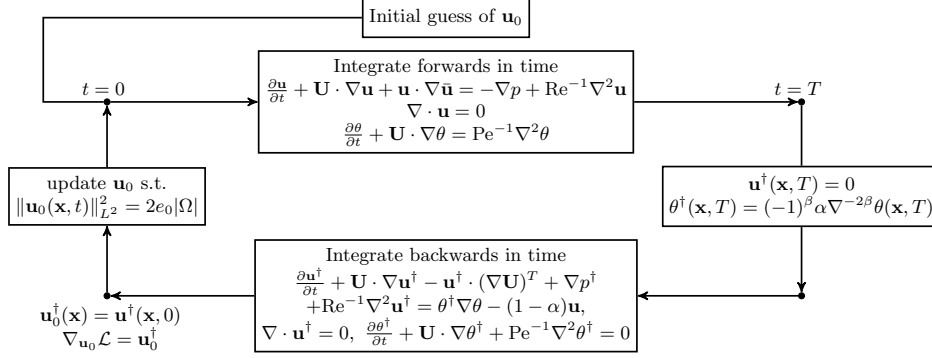 Initial guess of u₀
t = 0
Integrate forwards in time
∂u/∂t + U · ∇u + u · ∇ū = −∇p + Re⁻¹∇²u
∇ · u = 0
∂θ/∂t + U · ∇θ = Pe⁻¹∇²θ
t = T
update u₀ s.t.
‖u₀(x, t)‖²_{L²} = 2e₀|Ω|
u†(x, T) = 0
θ†(x, T) = (−1)^β α∇^{−2β}θ(x, T)
Integrate backwards in time
∂u†/∂t + U · ∇u† − u† · (∇U)ᵀ + ∇p†
+Re⁻¹∇²u† = θ†∇θ − (1 − α)u,
∇ · u† = 0, ∂θ†/∂t + U · ∇θ† + Pe⁻¹∇²θ† = 0
u₀†(x) = u†(x, 0)
∇_{u₀}ℒ = u₀†